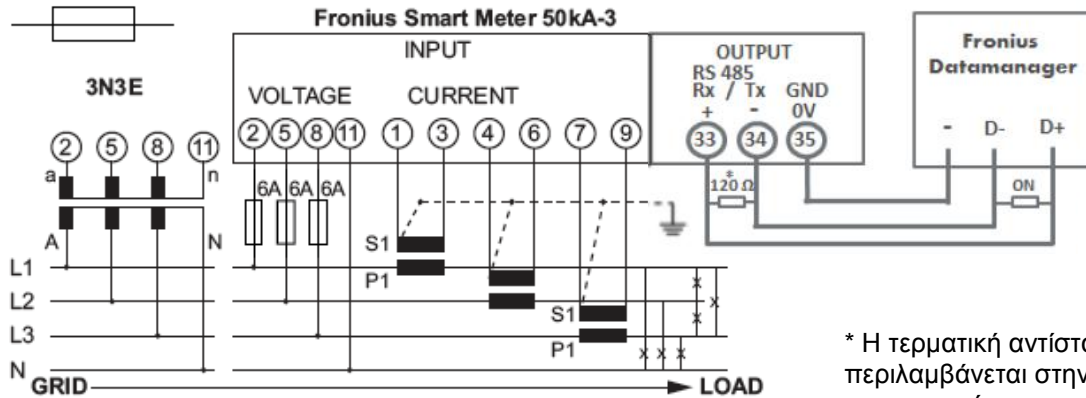 Fronius Smart Meter 50kA-3
INPUT
VOLTAGE CURRENT
2 5 8 11 1 3 4 6 7 9
OUTPUT
RS 485
Rx / Tx GND
+ - 0V
33 34 35
Fronius
Datamanager
- D- D+
3N3E
2 5 8 11
a n
A N
6A 6A 6A
*
120 Ω
ON
S1
P1
S1
P1
L1
L2
L3
N
GRID LOAD
* Η τερματική
περιλαμβάνεται